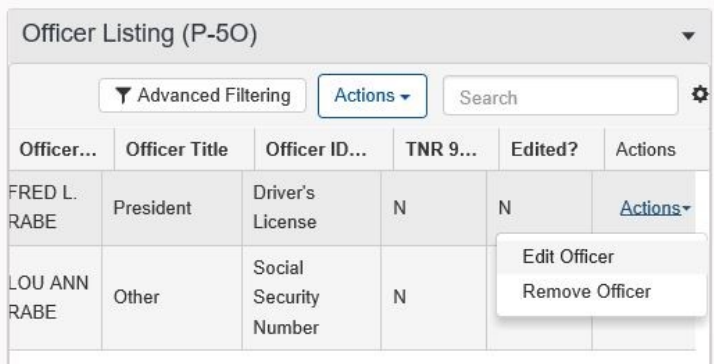 Officer Listing (P-5O)
Advanced Filtering
Actions
Search
Officer...
Officer Title
Officer ID...
TNR 9...
Edited?
Actions
FRED L.
RABE
President
Driver's
License
N
N
Actions
Edit Officer
Remove Officer
LOU ANN
RABE
Other
Social
Security
Number
N